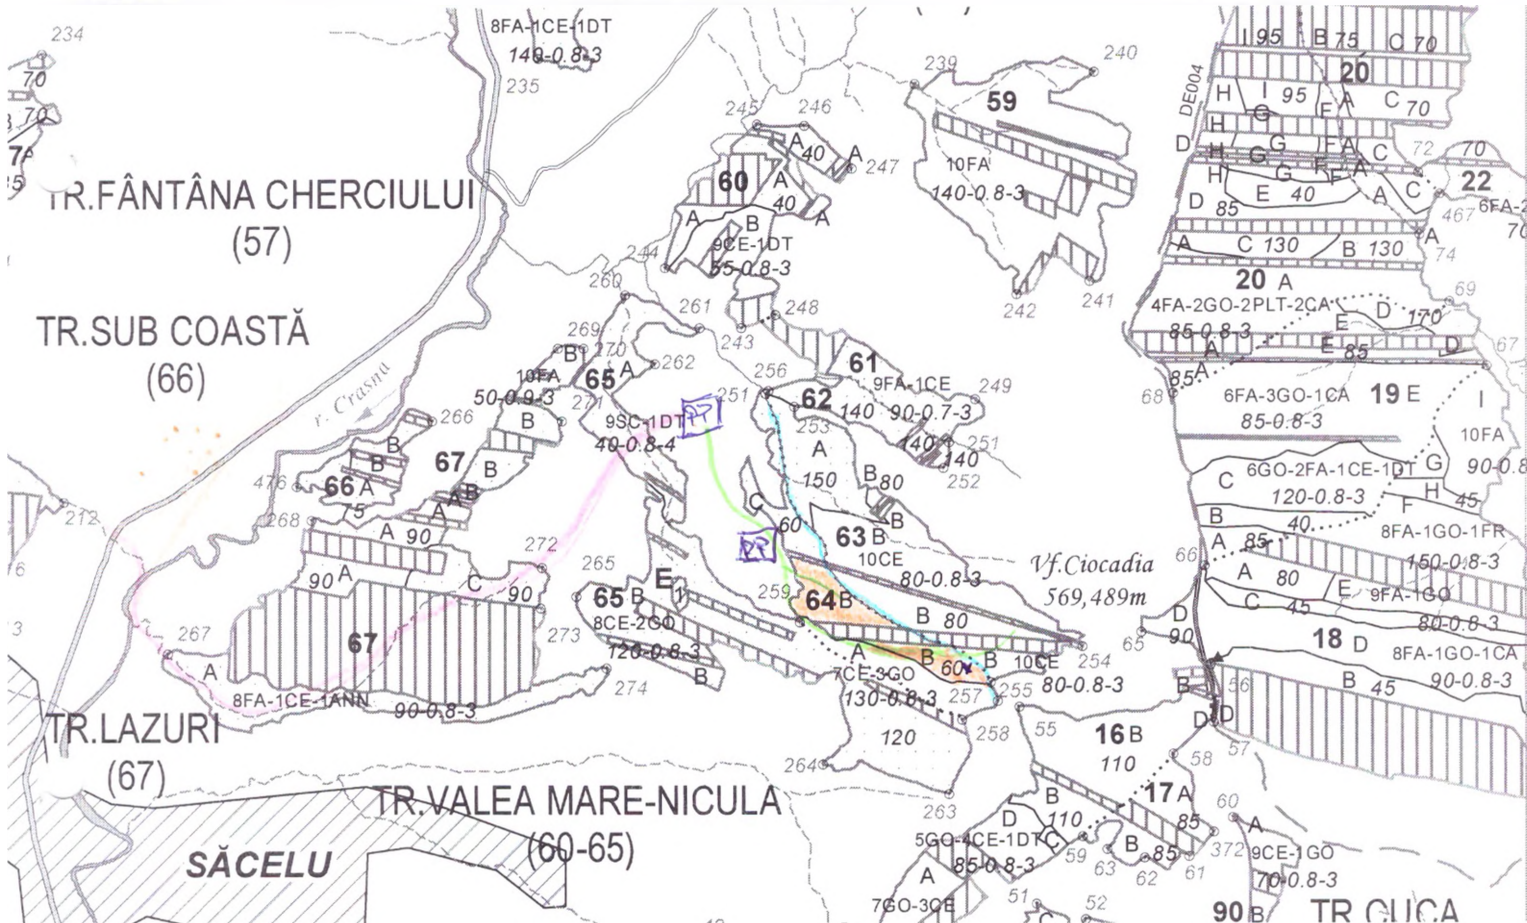 234
8FA-1CE-1DT
140-0.8-3
235
70
70
TR.FÂNTÂNA CHERCIULUI
(57)
TR.SUB COASTĂ
(66)
r. Crasna
245
246
A
40
A
247
60
A
40
A
A
B
9CE-1DT
55-0.8-3
244
239
240
59
10FA
140-0.8-3
242
241
260
261
243
248
269
270
262
B
10FA
50-0.9-3
65
A
271
9SC-1DT
40-0.8-4
251
PP
256
61
9FA-1CE
90-0.7-3
249
62
140
253
140
140
251
252
A
150
B
80
B
63
B
10CE
80-0.8-3
B
80
C
60
PP
259
64
B
254
B
60
B
10CE
80-0.8-3
A
7CE-3GO
130-0.8-3
257
255
258
120
264
263
266
B
B
B
67
B
476
66
A
75
A
B
A
268
A
90
90
A
C
90
272
265
273
65
B
E
1
8CE-2GO
120-0.8-3
B
274
67
267
A
8FA-1CE-1ANN
90-0.8-3
212
TR.LAZURI
(67)
TR.VALEA MARE-NICULA
(60-65)
SĂCELU
Vf.Ciocadia
569,489m
DE004
I
95
B
75
C
70
20
H
I
95
F
A
C
70
G
H
D
H
G
F
A
C
72
70
G
F
A
H
G
F
22
D
85
E
40
A
C
467
A
C
130
B
130
A
74
20
A
4FA-2GO-2PLT-2CA
85-0.8-3
E
D
170
69
A
E
85
D
67
85
A
68
6FA-3GO-1CA
85-0.8-3
19
E
I
10FA
6GO-2FA-1CE-1DT
120-0.8-3
C
G
H
45
F
B
40
8FA-1GO-1FR
150-0.8-3
A
85
66
A
80
E
9FA-1GO
80-0.8-3
C
45
D
90
65
18
D
8FA-1GO-1CA
90-0.8-3
B
45
B
56
D
D
57
55
16
B
110
58
17
A
85
B
110
D
C
5GO-4CE-1DT
85-0.8-3
59
63
B
85
62
61
372
60
A
9CE-1GO
70-0.8-3
90
B
A
7GO-3CE
51
52
C